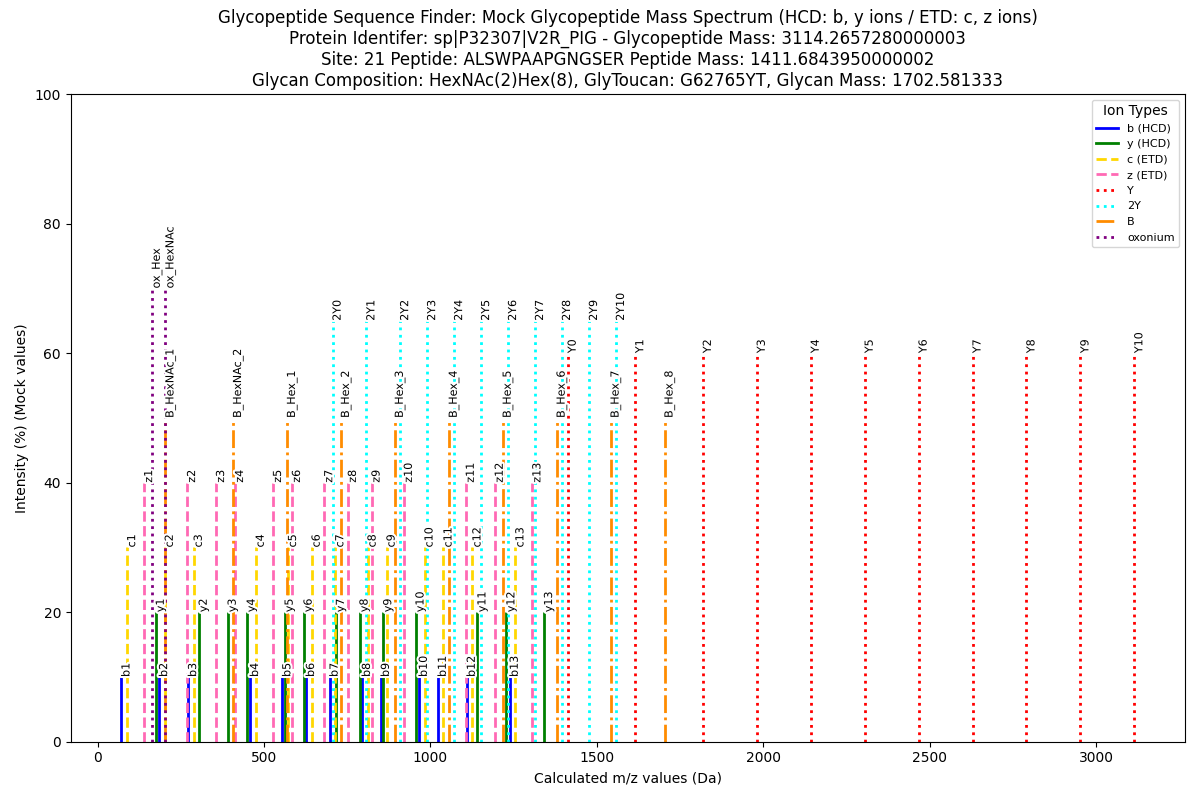 Glycopeptide Sequence Finder: Mock Glycopeptide Mass Spectrum (HCD: b, y ions / ETD: c, z ions)
Protein Identifer: sp|P32307|V2R_PIG - Glycopeptide Mass: 3114.2657280000003
Site: 21 Peptide: ALSWPAAPGNGSER Peptide Mass: 1411.6843950000002
Glycan Composition: HexNAc(2)Hex(8), GlyToucan: G62765YT, Glycan Mass: 1702.581333
Intensity (%) (Mock values)
100
80
60
40
20
0
Ion Types
b (HCD)
y (HCD)
c (ETD)
z (ETD)
Y
2Y
B
oxonium
ox_Hex
ox_HexNAc
2Y0
2Y1
2Y2
2Y3
2Y4
2Y5
2Y6
2Y7
2Y8
2Y9
2Y10
Y0
Y1
Y2
Y3
Y4
Y5
Y6
Y7
Y8
Y9
Y10
B_HexNAc_1
B_HexNAc_2
B_Hex_1
B_Hex_2
B_Hex_3
B_Hex_4
B_Hex_5
B_Hex_6
B_Hex_7
B_Hex_8
z1
z2
z3
z4
z5
z6
z7
z8
z9
z10
z11
z12
z13
c1
c2
c3
c4
c5
c6
c7
c8
c9
c10
c11
c12
c13
y1
y2
y3
y4
y5
y6
y7
y8
y9
y10
y11
y12
y13
b1
b2
b3
b4
b5
b6
b7
b8
b9
b10
b11
b12
b13
0
500
1000
1500
2000
2500
3000
Calculated m/z values (Da)